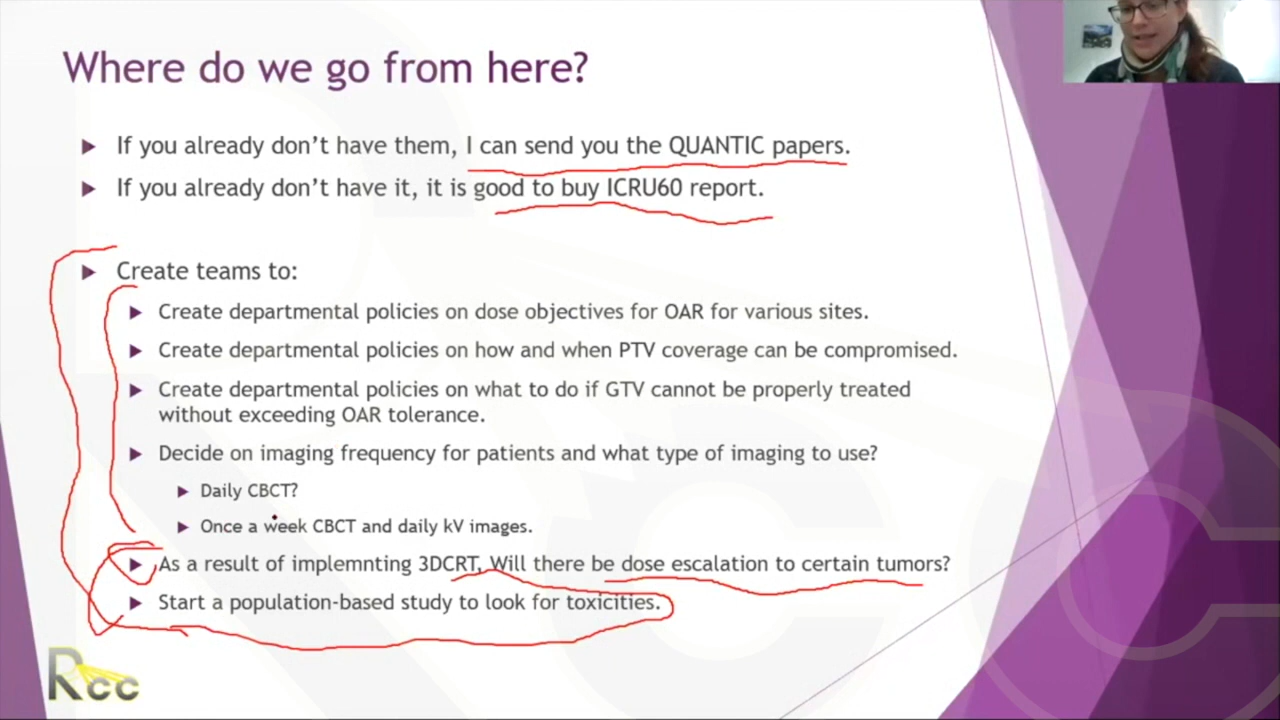 Where do we go from here?
If you already don't have them, I can send you the QUANTIC papers.
If you already don't have it, it is good to buy ICRU60 report.
Create teams to:
Create departmental policies on dose objectives for OAR for various sites.
Create departmental policies on how and when PTV coverage can be compromised.
Create departmental policies on what to do if GTV cannot be properly treated
without exceeding OAR tolerance.
Decide on imaging frequency for patients and what type of imaging to use?
Daily CBCT?
Once a week CBCT and daily kV images.
As a result of implemnting 3DCRT, Will there be dose escalation to certain tumors?
Start a population-based study to look for toxicities.
Rcc